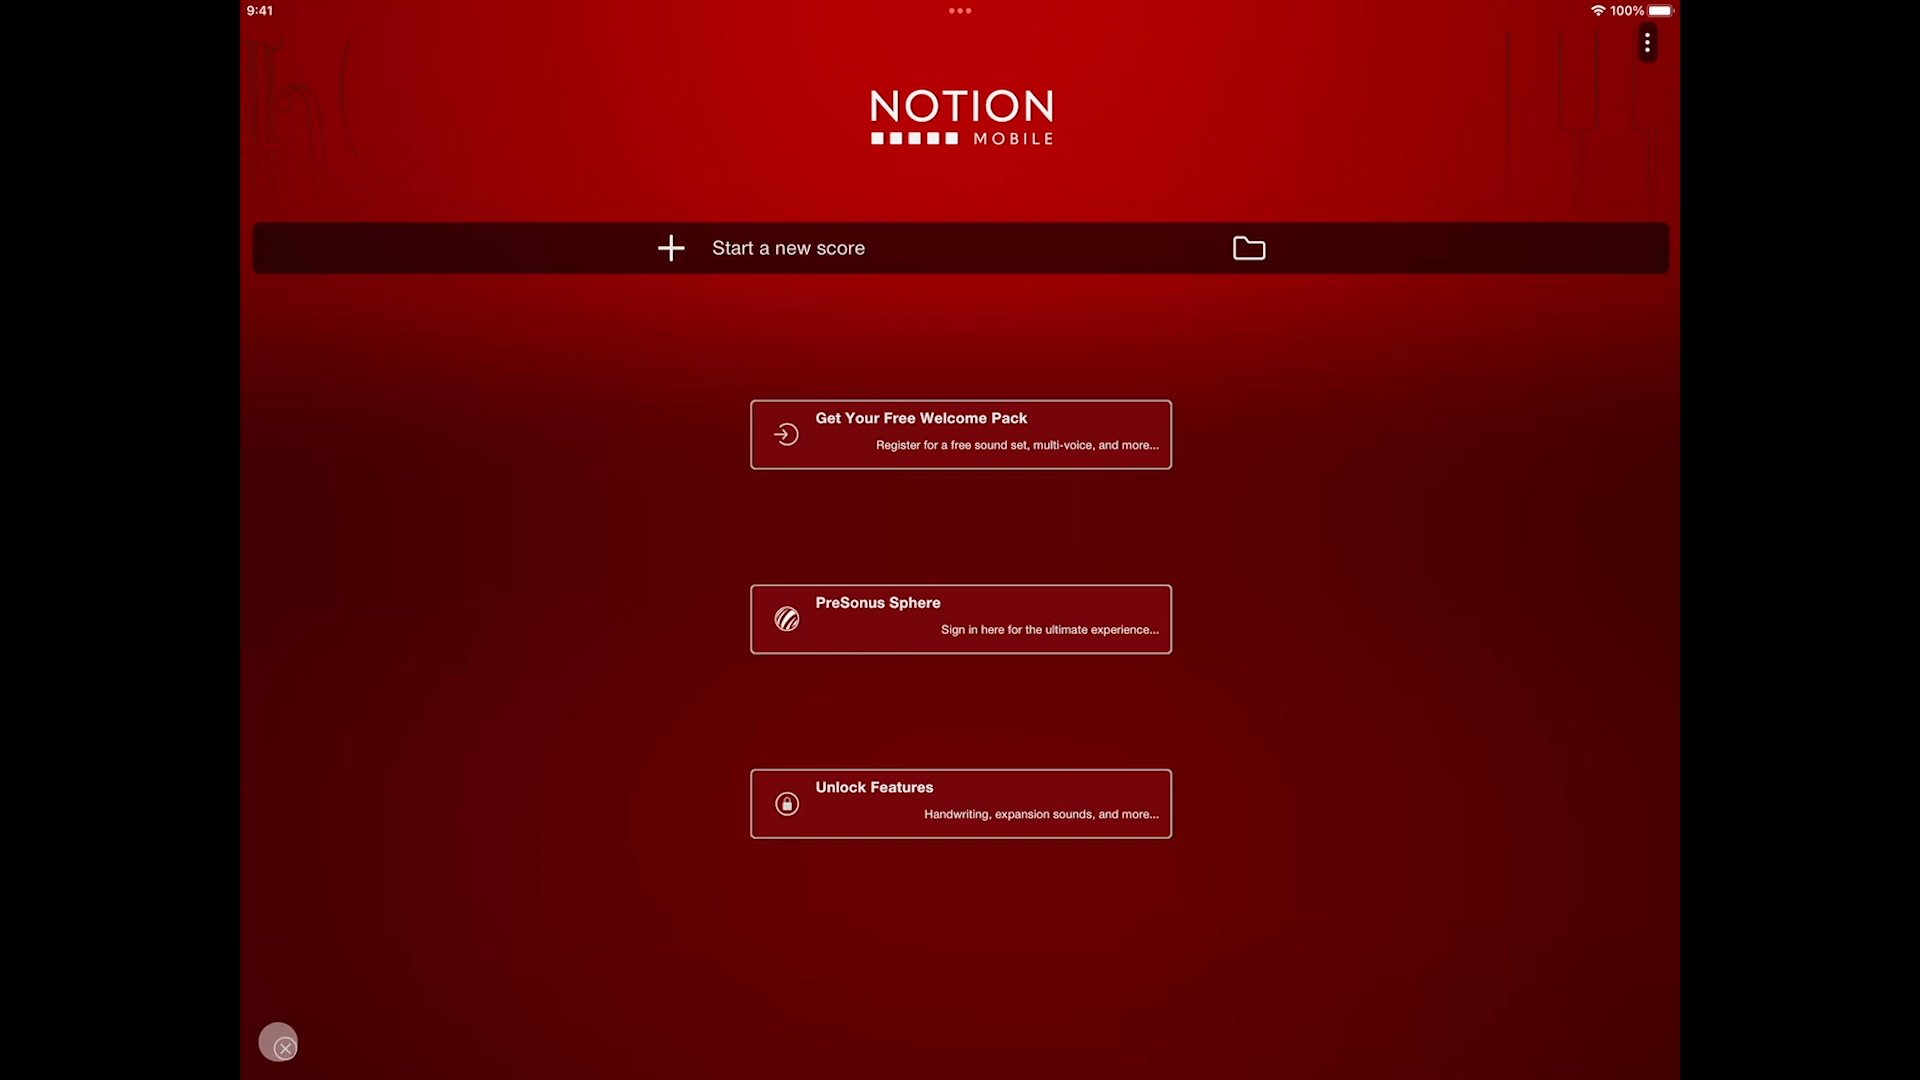 9:41
100%
NOTION
MOBILE
Start a new score
Get Your Free Welcome Pack
Register for a free sound set, multi-voice, and more...
PreSonus Sphere
Sign in here for the ultimate experience...
Unlock Features
Handwriting, expansion sounds, and more...